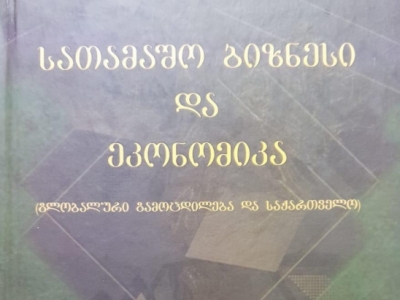 სათამაშო ბიზნესი
და
ეკონომიკა
(გლობალური გამოცდილება და საქართველო)